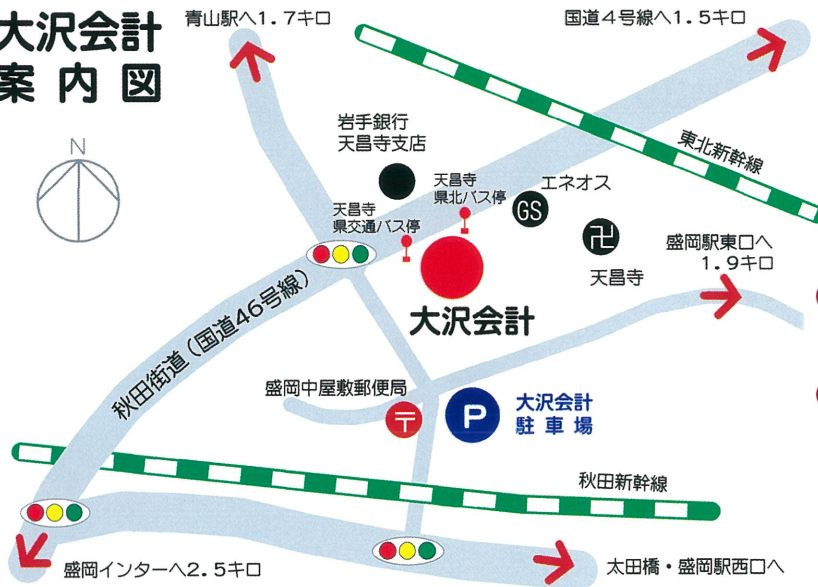 大沢会計
案内図
青山駅へ1.7キロ
国道4号線へ1.5キロ
N
岩手銀行
天昌寺支店
東北新幹線
天昌寺
県北バス停
エネオス
GS
天昌寺
県交通バス停
卍
天昌寺
盛岡駅東口へ
1.9キロ
大沢会計
秋田街道(国道46号線)
盛岡中屋敷郵便局
〒
P
大沢会計
駐車場
秋田新幹線
盛岡インターへ2.5キロ
太田橋・盛岡駅西口へ